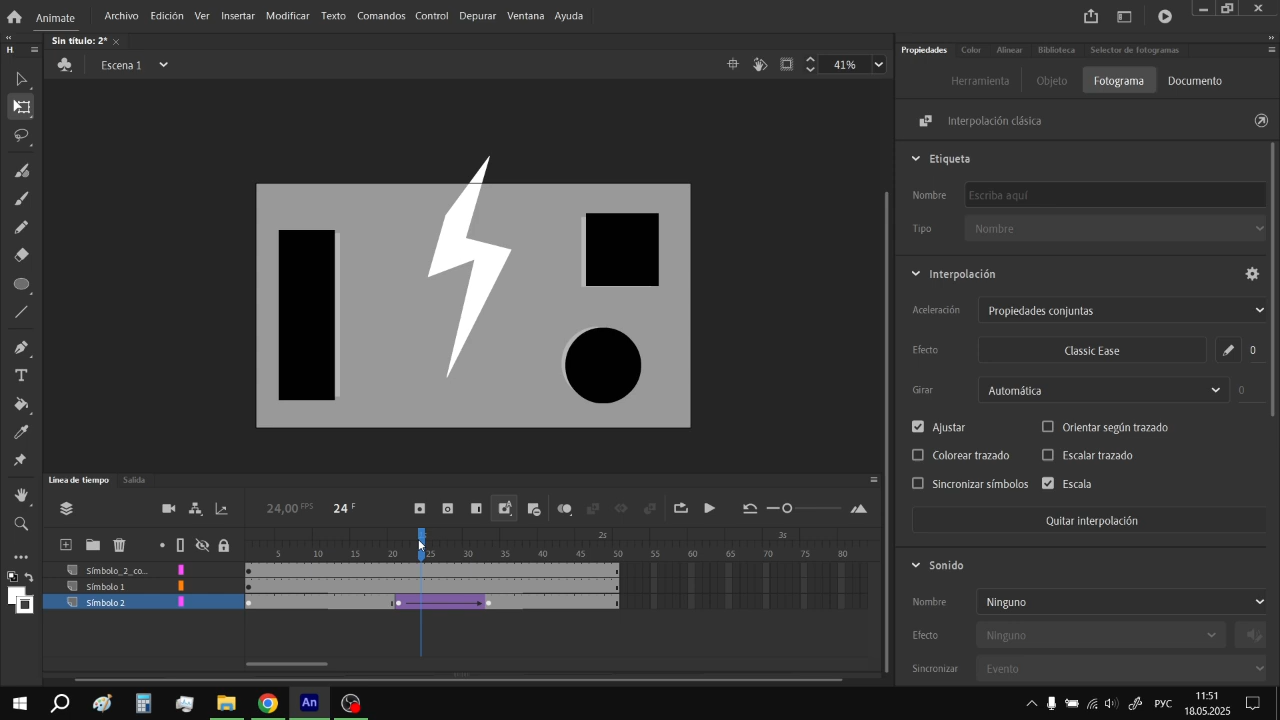 Animate
Archivo
Edición
Ver
Insertar
Modificar
Texto
Comandos
Control
Depurar
Ventana
Ayuda
Sin título: 2*
Escena 1
41%
Propiedades
Color
Alinear
Biblioteca
Selector de fotogramas
Herramienta
Objeto
Fotograma
Documento
Interpolación clásica
Etiqueta
Nombre
Escriba aquí
Tipo
Nombre
Interpolación
Aceleración
Propiedades conjuntas
Efecto
Classic Ease
0
Girar
Automática
0
Ajustar
Orientar según trazado
Colorear trazado
Escalar trazado
Sincronizar símbolos
Escala
Quitar interpolación
Sonido
Nombre
Ninguno
Efecto
Ninguno
Sincronizar
Evento
Línea de tiempo
Salida
24,00 FPS
24 F
2s
3s
5 10 15 20 25 30 35 40 45 50 55 60 65 70 75 80
Símbolo_2_co...
Símbolo 1
Símbolo 2
An
РУС
11:51
18.05.2025